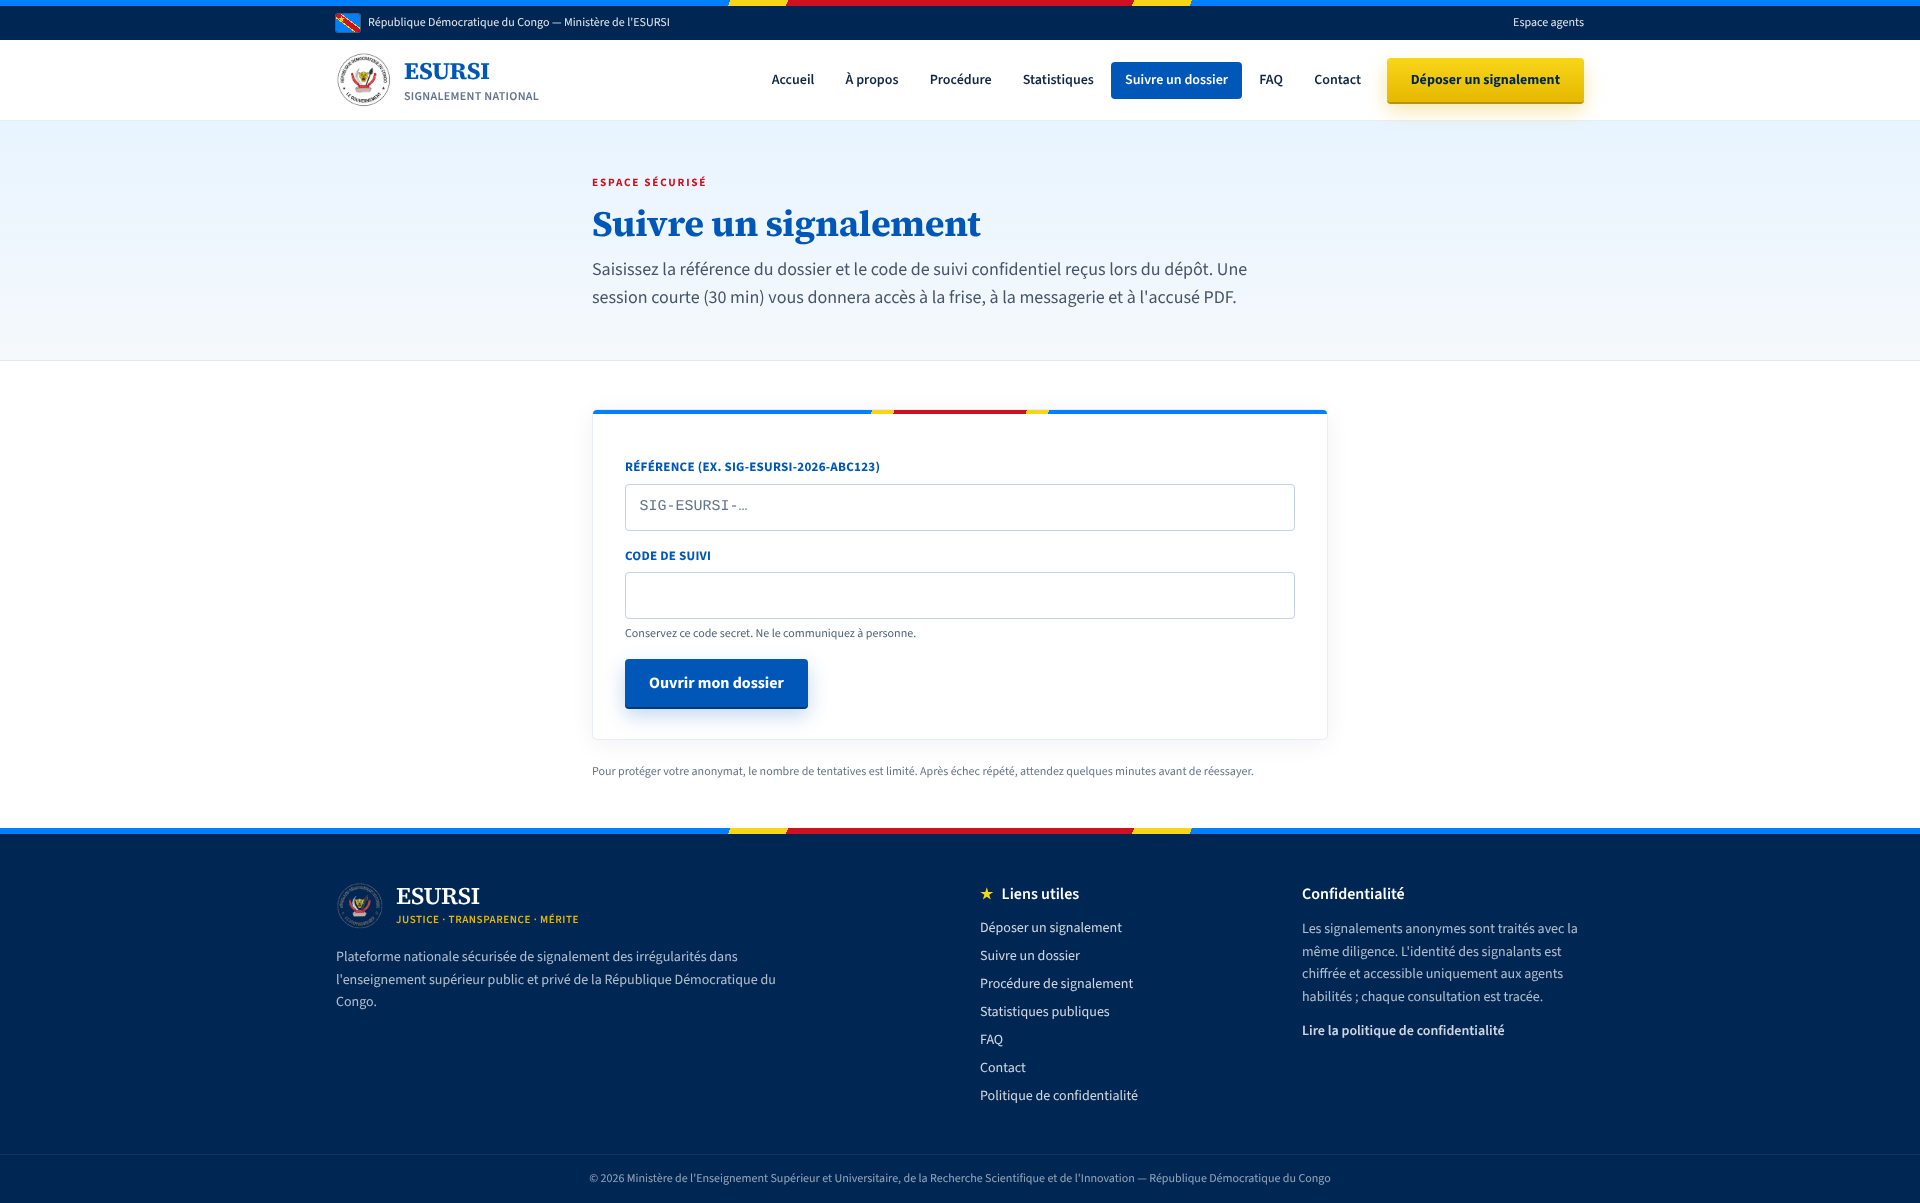 République Démocratique du Congo — Ministère de l'ESURSI
Espace agents
ESURSI
SIGNALEMENT NATIONAL
Accueil
À propos
Procédure
Statistiques
Suivre un dossier
FAQ
Contact
Déposer un signalement
ESPACE SÉCURISÉ
Suivre un signalement
Saisissez la référence du dossier et le code de suivi confidentiel reçus lors du dépôt. Une
session courte (30 min) vous donnera accès à la frise, à la messagerie et à l'accusé PDF.
RÉFÉRENCE (EX. SIG-ESURSI-2026-ABC123)
SIG-ESURSI-…
CODE DE SUIVI
Conservez ce code secret. Ne le communiquez à personne.
Ouvrir mon dossier
Pour protéger votre anonymat, le nombre de tentatives est limité. Après échec répété, attendez quelques minutes avant de réessayer.
ESURSI
JUSTICE · TRANSPARENCE · MÉRITE
Plateforme nationale sécurisée de signalement des irrégularités dans
l'enseignement supérieur public et privé de la République Démocratique du
Congo.
★ Liens utiles
Déposer un signalement
Suivre un dossier
Procédure de signalement
Statistiques publiques
FAQ
Contact
Politique de confidentialité
Confidentialité
Les signalements anonymes sont traités avec la
même diligence. L'identité des signalants est
chiffrée et accessible uniquement aux agents
habilités ; chaque consultation est tracée.
Lire la politique de confidentialité
© 2026 Ministère de l'Enseignement Supérieur et Universitaire, de la Recherche Scientifique et de l'Innovation — République Démocratique du Congo